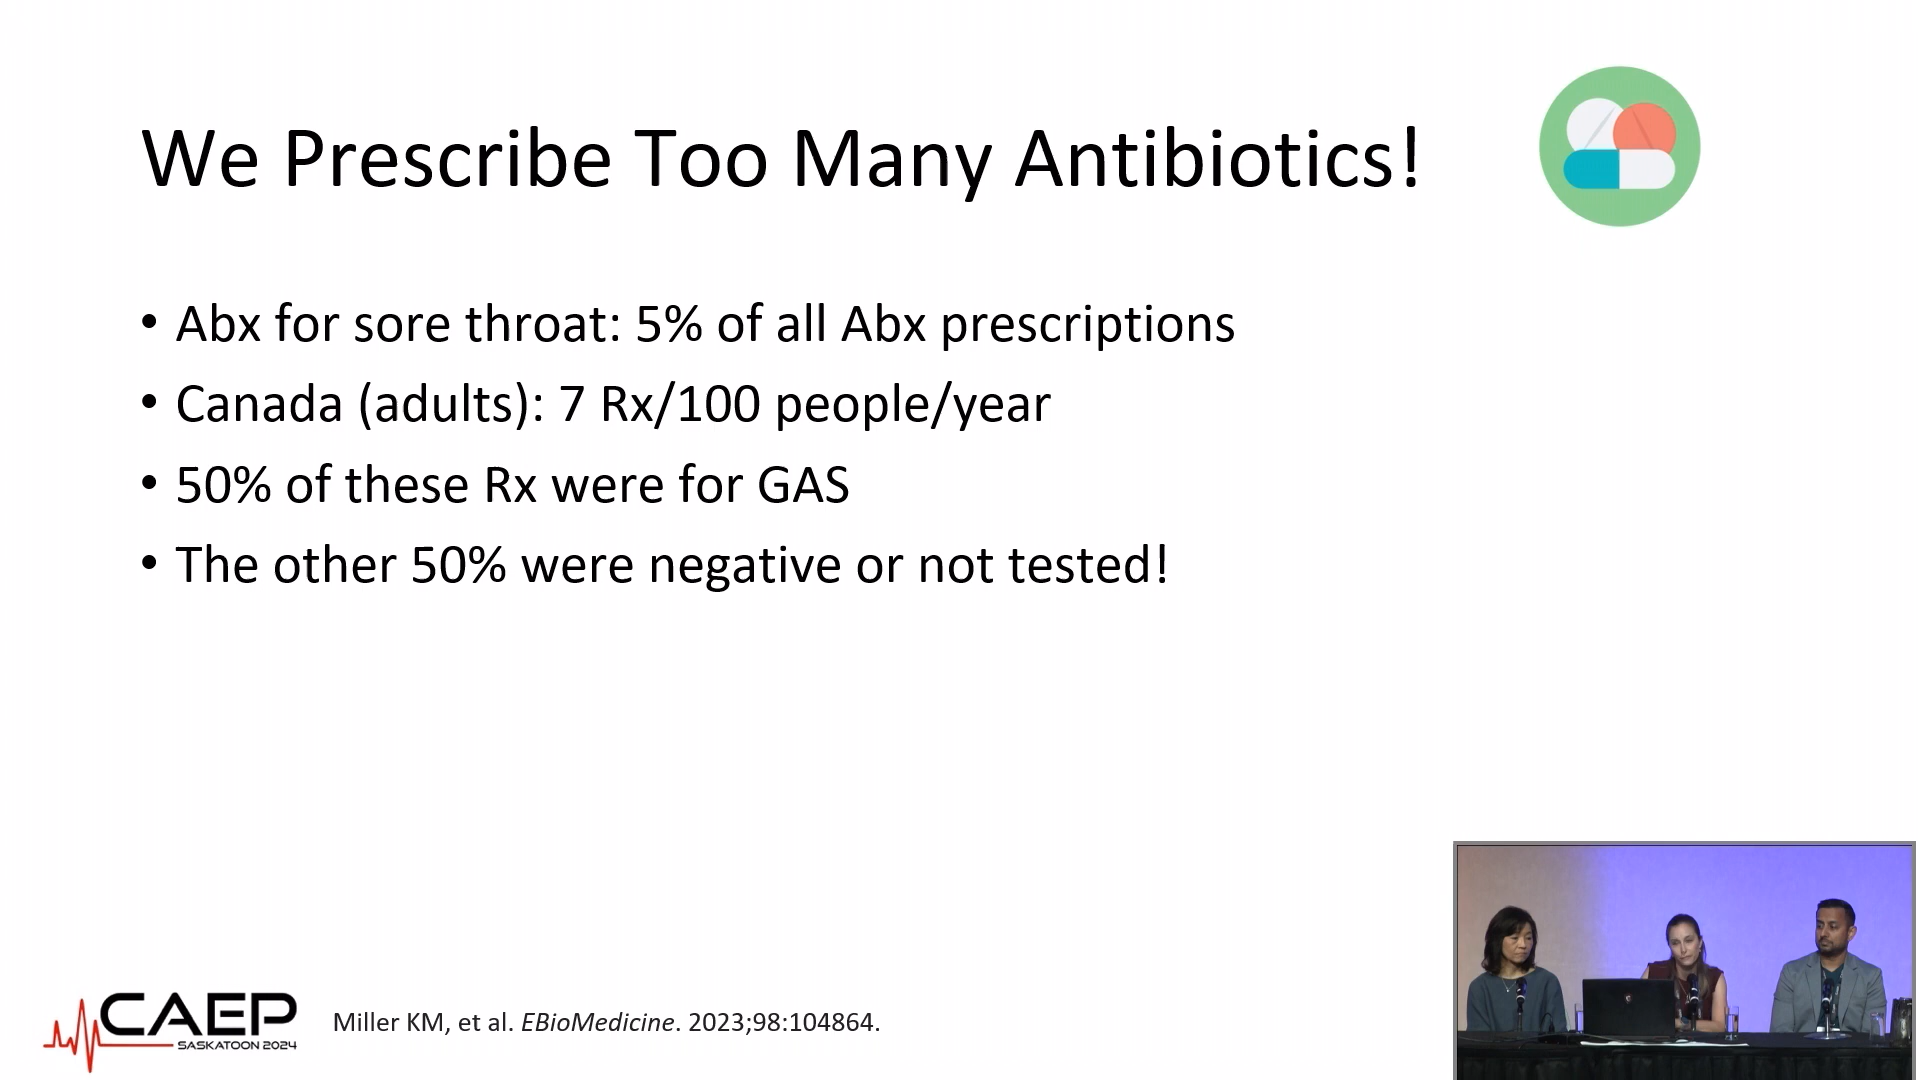 We Prescribe Too Many Antibiotics!
• Abx for sore throat: 5% of all Abx prescriptions
• Canada (adults): 7 Rx/100 people/year
• 50% of these Rx were for GAS
• The other 50% were negative or not tested!
CAEP
SASKATOON 2024
Miller KM, et al. EBioMedicine. 2023;98:104864.